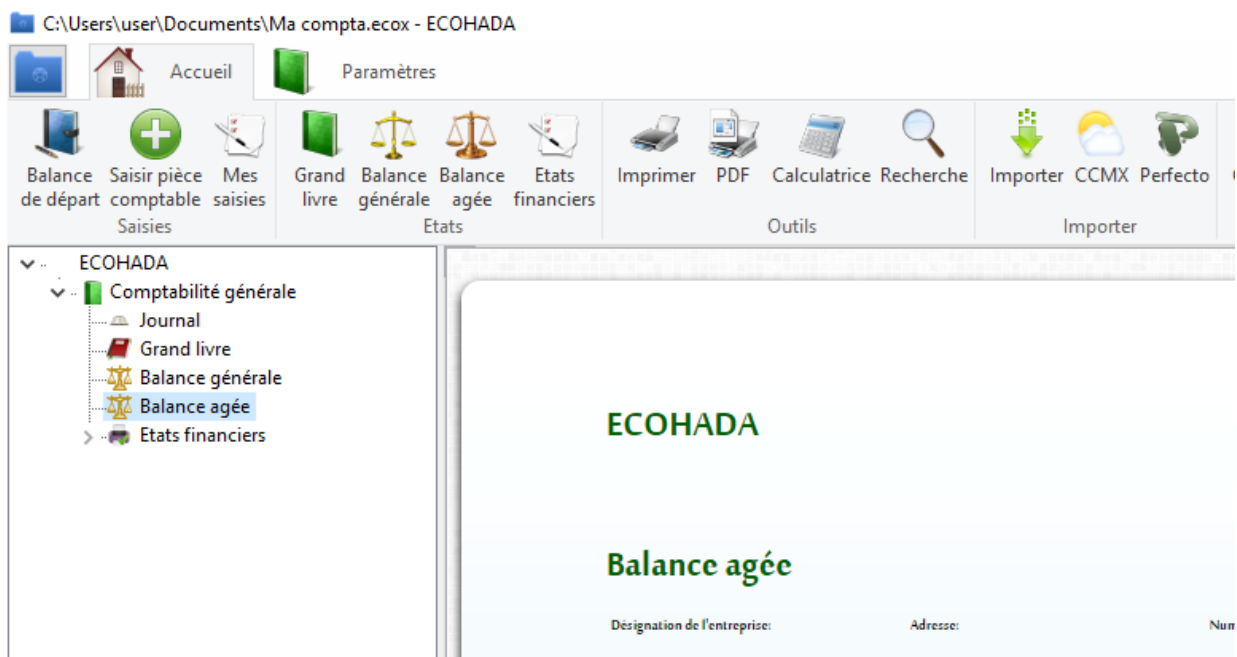 C:\Users\user\Documents\Ma compta.ecox - ECOHADA
Accueil Paramètres
Balance Saisir pièce Mes Grand Balance Balance Etats Imprimer PDF Calculatrice Recherche Importer CCMX Perfecto
de départ comptable saisies livre générale agée financiers
Saisies Etats Outils Importer
ECOHADA
Comptabilité générale
Journal
Grand livre
Balance générale
Balance agée
Etats financiers
ECOHADA
Balance agée
Désignation de l'entreprise: Adresse: